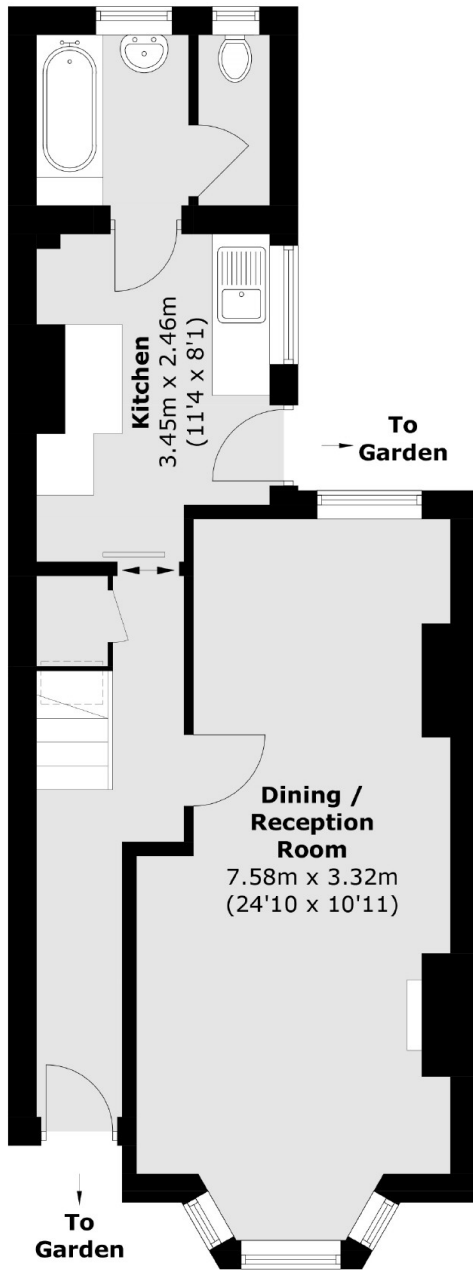 Kitchen
3.45m x 2.46m
(11'4 x 8'1)
To
Garden
Dining /
Reception
Room
7.58m x 3.32m
(24'10 x 10'11)
To
Garden